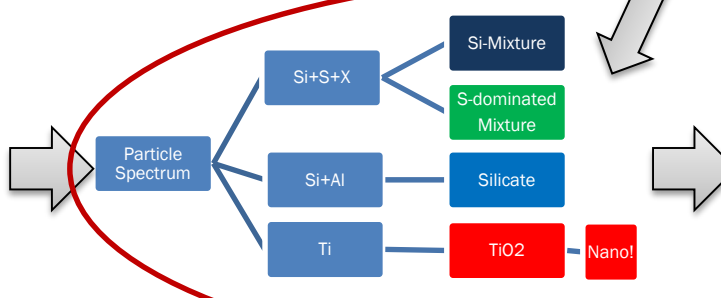 Si-Mixture
Si+S+X
S-dominated
Mixture
Particle
Spectrum
Si+Al
Silicate
Ti
TiO2
Nano!